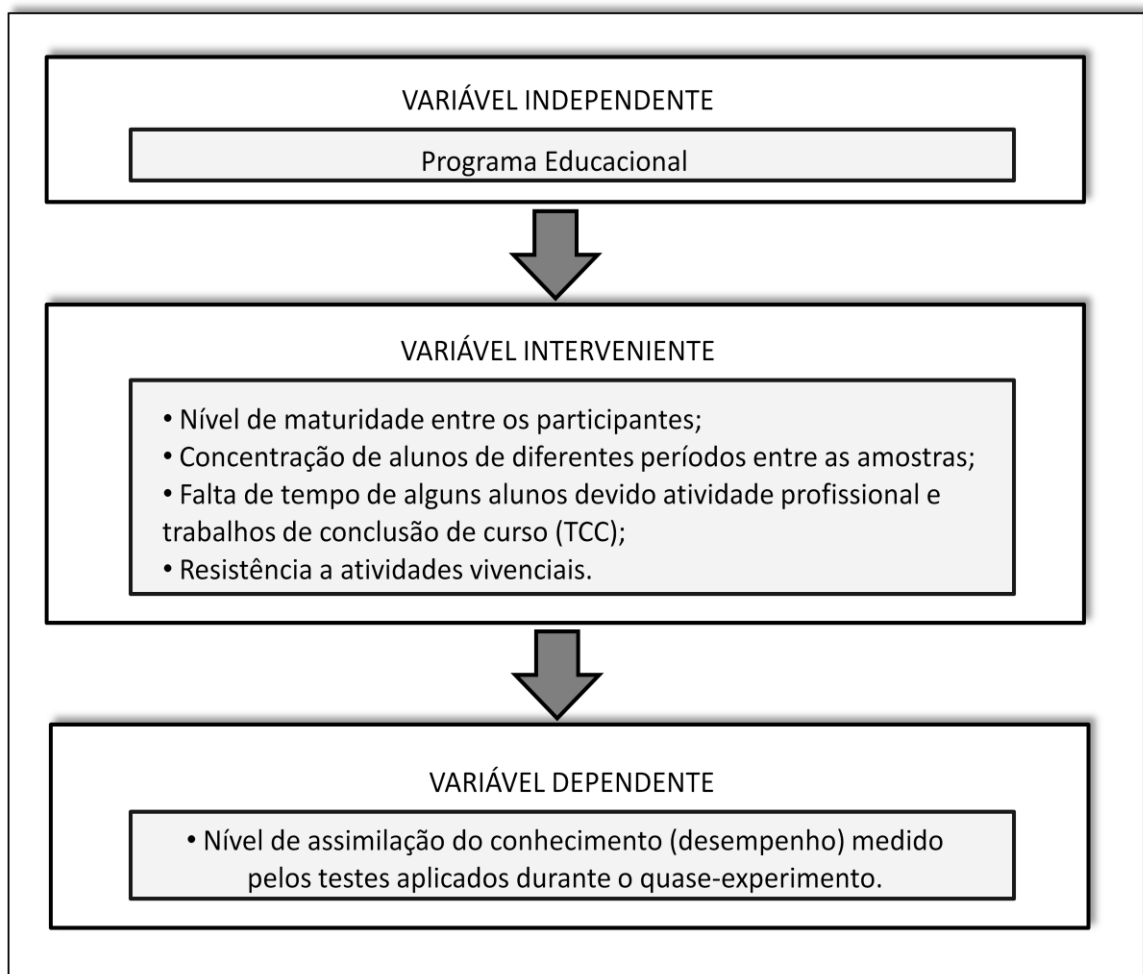 VARIÁVEL INDEPENDENTE
Programa Educacional
VARIÁVEL INTERVENIENTE
• Nível de maturidade entre os participantes;
• Concentração de alunos de diferentes períodos entre as amostras;
• Falta de tempo de alguns alunos devido atividade profissional e
trabalhos de conclusão de curso (TCC);
• Resistência a atividades vivenciais.
VARIÁVEL DEPENDENTE
• Nível de assimilação do conhecimento (desempenho) medido
pelos testes aplicados durante o quase-experimento.